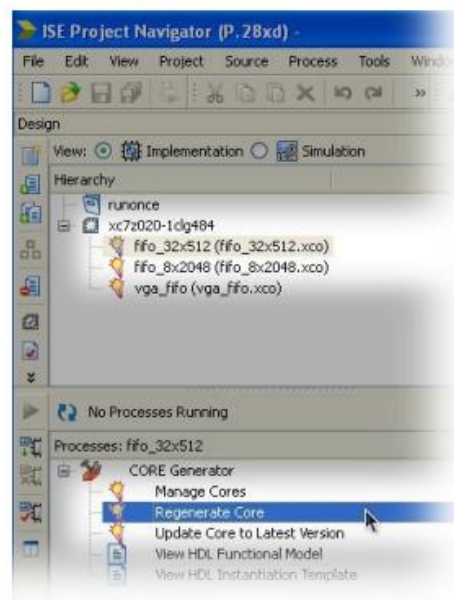 ISE Project Navigator (P.28xd) -
File Edit View Project Source Process Tools Window
»
Design
View: Implementation Simulation
Hierarchy
runonce
xc7z020-1clg484
fifo_32x512 (fifo_32x512.xco)
fifo_8x2048 (fifo_8x2048.xco)
vga_fifo (vga_fifo.xco)
No Processes Running
Processes: fifo_32x512
CORE Generator
Manage Cores
Regenerate Core
Update Core to Latest Version
View HDL Functional Model
View HDL Instantiation Template